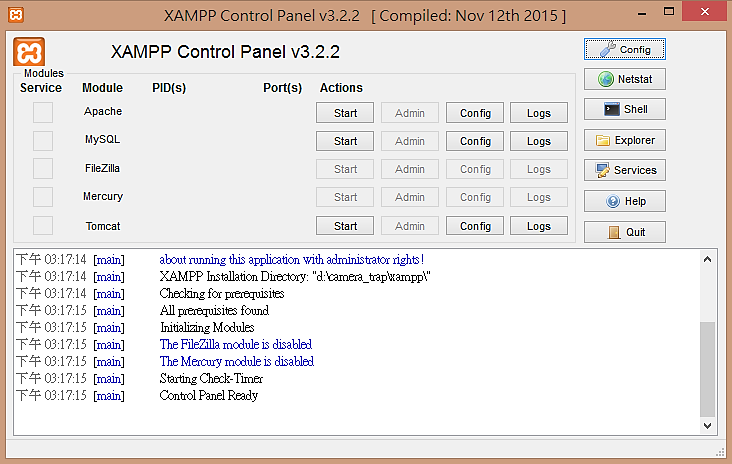 XAMPP Control Panel v3.2.2 [ Compiled: Nov 12th 2015 ]
XAMPP Control Panel v3.2.2
Config
Modules
Service Module PID(s) Port(s) Actions
Netstat
Apache Start Admin Config Logs
Shell
MySQL Start Admin Config Logs
Explorer
FileZilla Start Admin Config Logs
Services
Mercury Start Admin Config Logs
Help
Tomcat Start Admin Config Logs
Quit
下午 03:17:14 [main] about running this application with administrator rights!
下午 03:17:14 [main] XAMPP Installation Directory: "d:\camera_trap\xampp\"
下午 03:17:14 [main] Checking for prerequisites
下午 03:17:15 [main] All prerequisites found
下午 03:17:15 [main] Initializing Modules
下午 03:17:15 [main] The FileZilla module is disabled
下午 03:17:15 [main] The Mercury module is disabled
下午 03:17:15 [main] Starting Check-Timer
下午 03:17:15 [main] Control Panel Ready